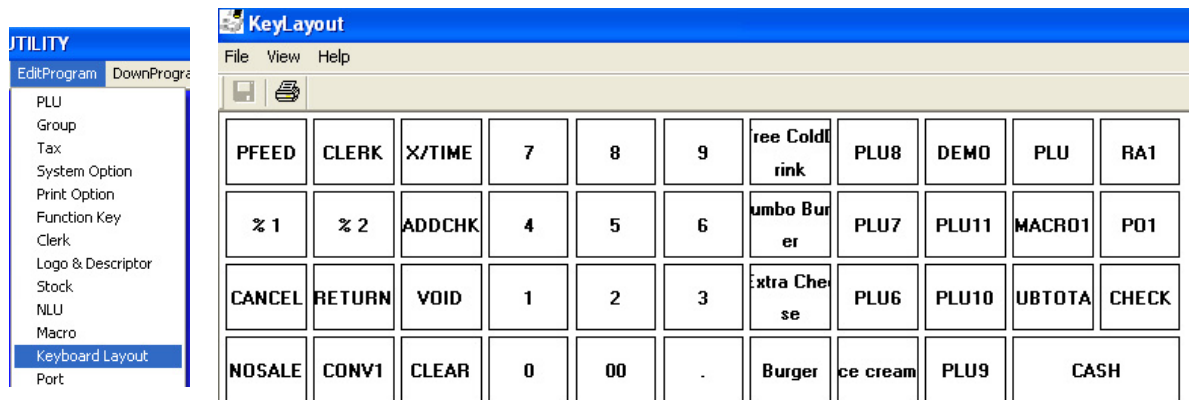 UTILITY
EditProgram DownProgra
PLU
Group
Tax
System Option
Print Option
Function Key
Clerk
Logo & Descriptor
Stock
NLU
Macro
Keyboard Layout
Port
KeyLayout
File View Help
PFEED CLERK X/TIME 7 8 9 ree ColdD PLU8 DEMO PLU RA1
rink
% 1 % 2 ADDCHK 4 5 6 umbo Bur PLU7 PLU11 MACRO1 PO1
er
CANCEL RETURN VOID 1 2 3 Extra Che PLU6 PLU10 UBTOTA CHECK
se
NOSALE CONV1 CLEAR 0 00 . Burger ce cream PLU9 CASH